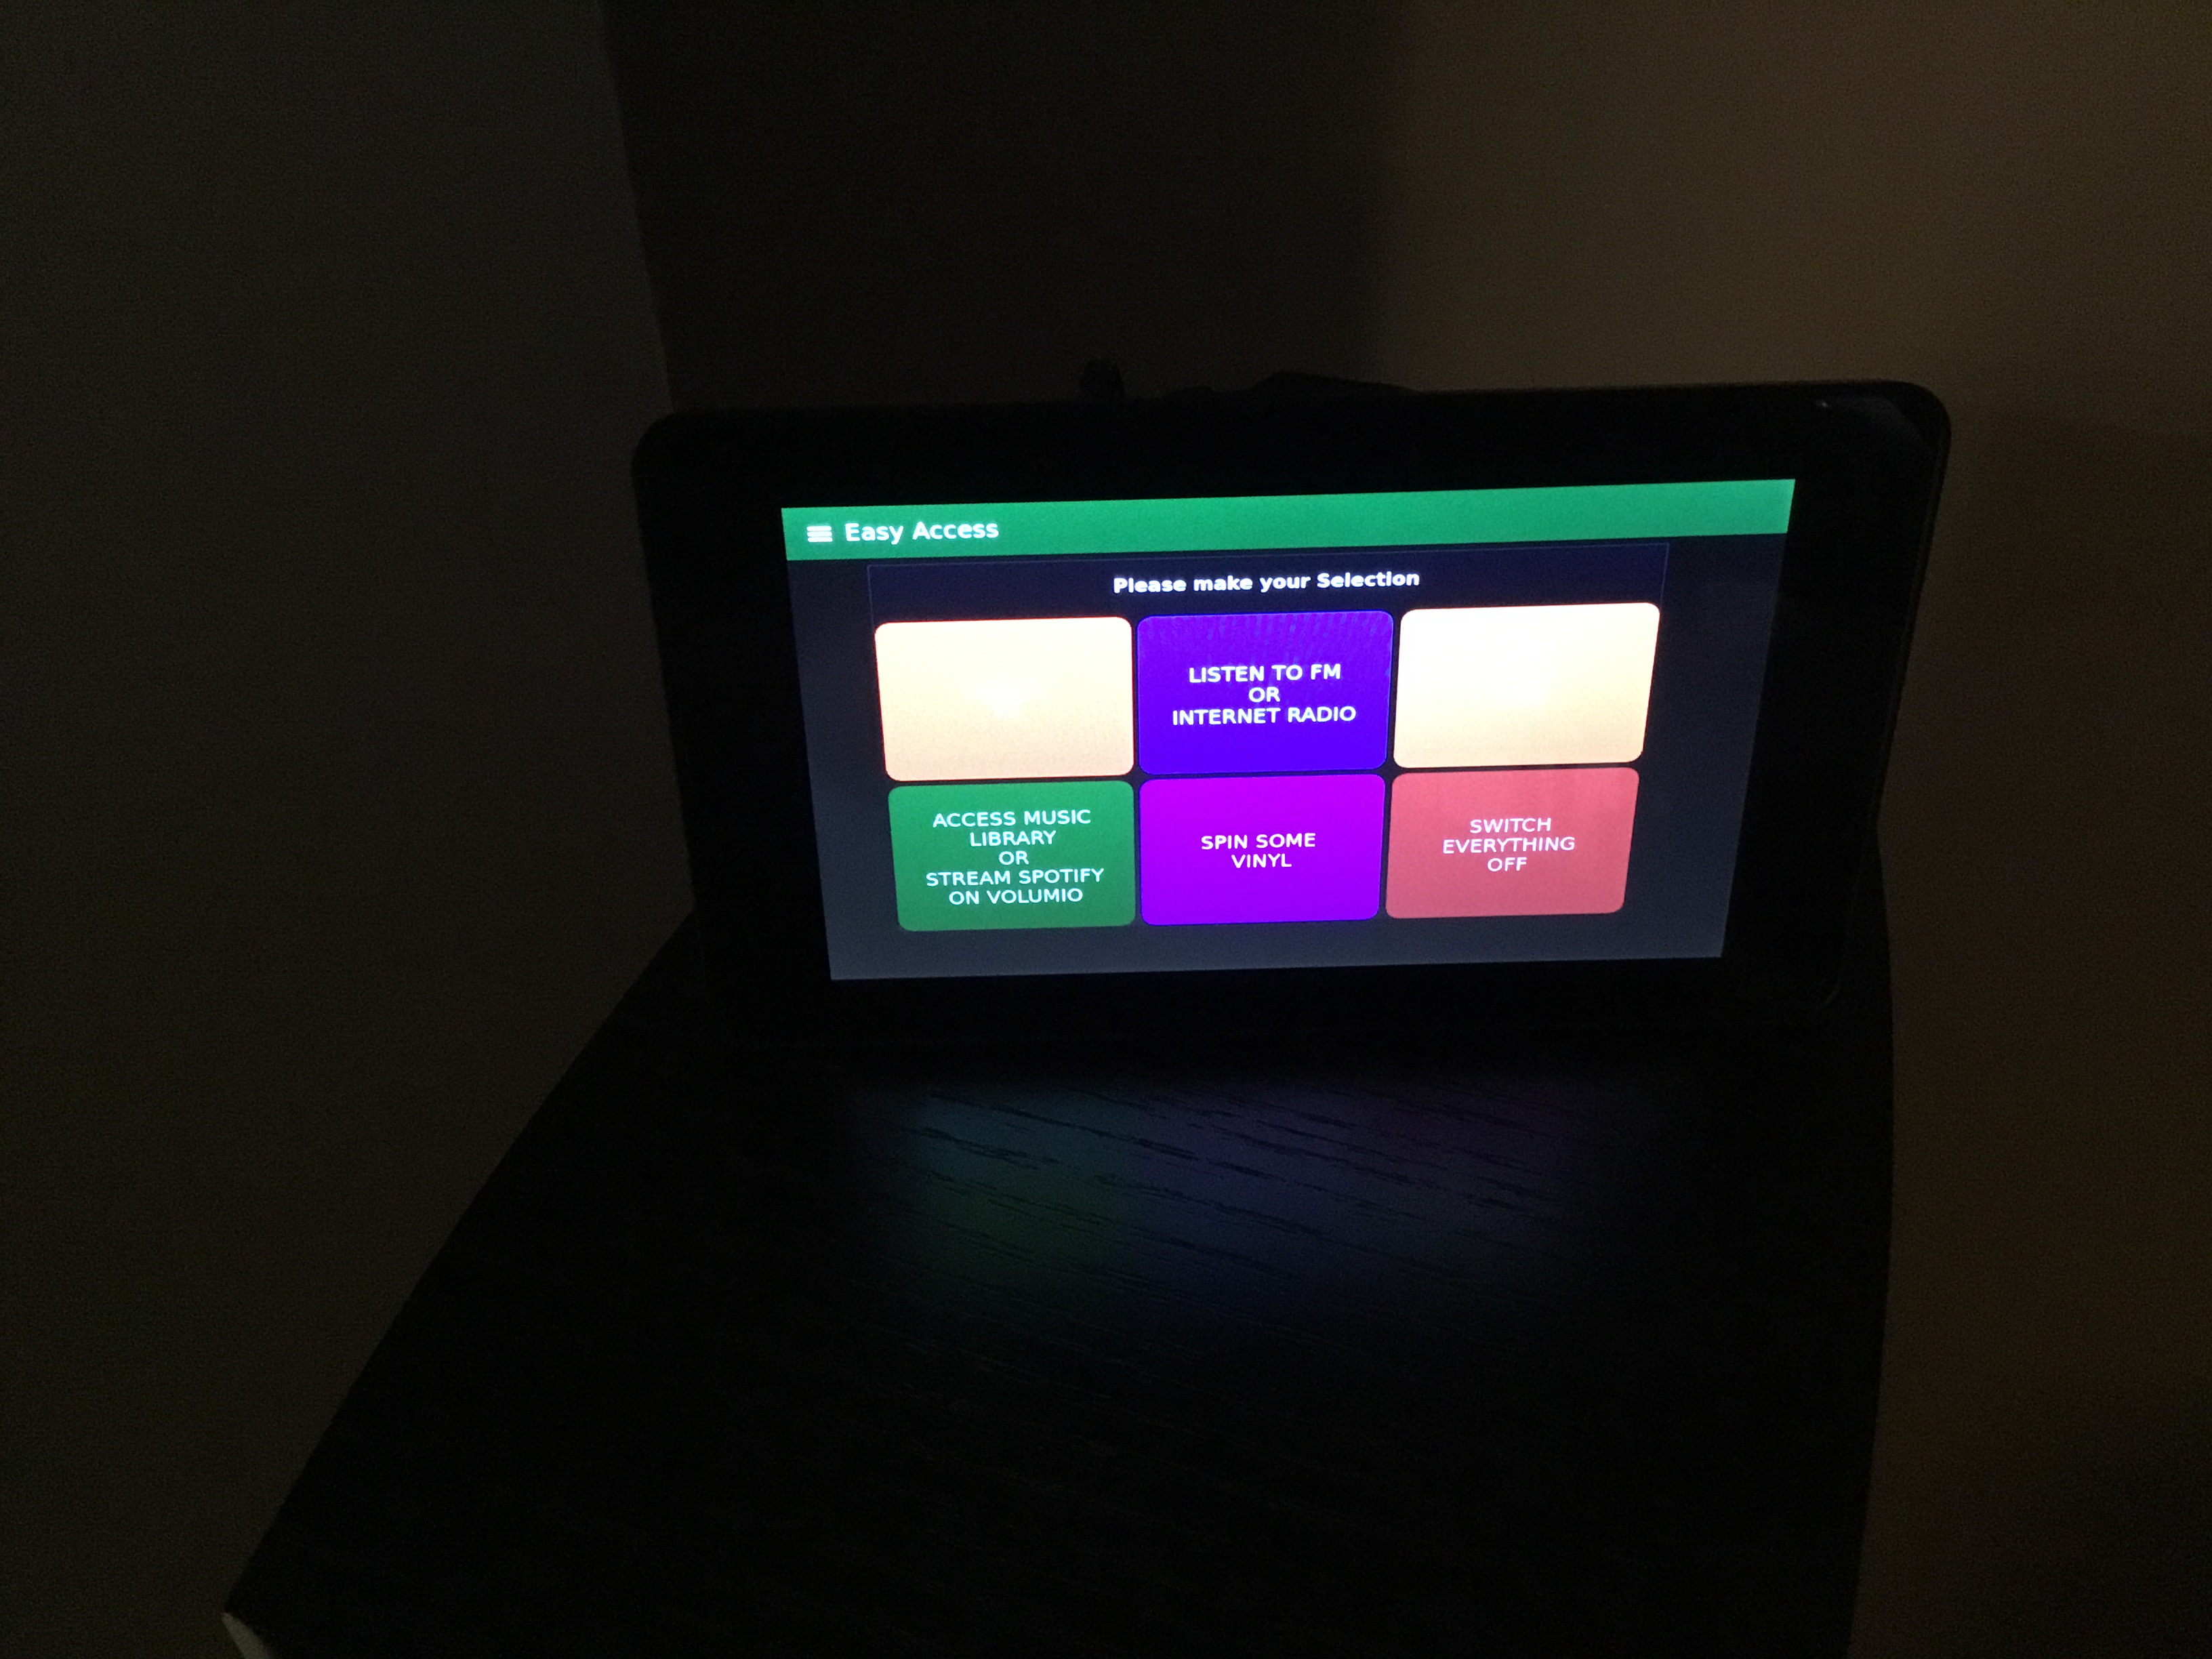 Easy Access
Please make your Selection
LISTEN TO FM
OR
INTERNET RADIO
ACCESS MUSIC
LIBRARY
OR
STREAM SPOTIFY
ON VOLUMIO
SPIN SOME
VINYL
SWITCH
EVERYTHING
OFF